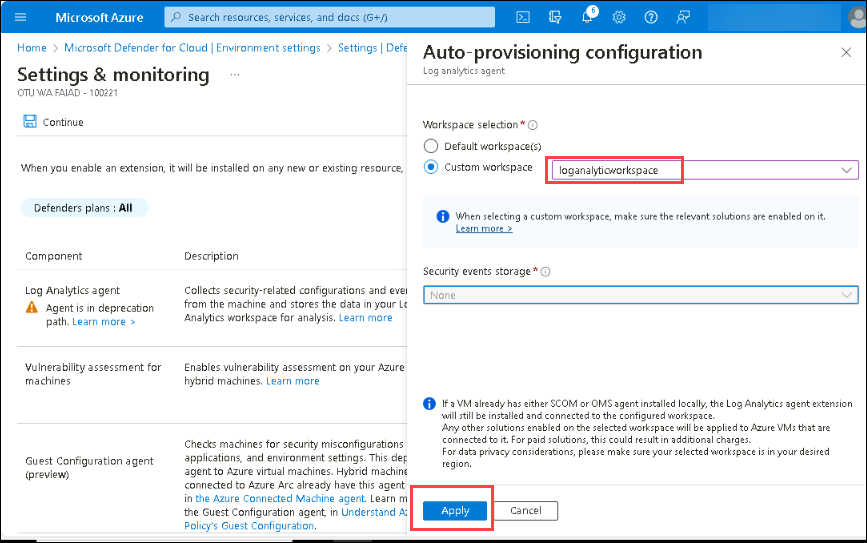 Microsoft Azure
Search resources, services, and docs (G+/)
6
Home > Microsoft Defender for Cloud | Environment settings > Settings | Defe
Settings & monitoring ...
OTU WA FAIAD - 100221
Continue
When you enable an extension, it will be installed on any new or existing resource,
Defenders plans : All
Component Description
Log Analytics agent
Agent is in deprecation
path. Learn more >
Collects security-related configurations and eve
from the machine and stores the data in your Lo
Analytics workspace for analysis. Learn more
Vulnerability assessment for
machines
Enables vulnerability assessment on your Azure
hybrid machines. Learn more
Guest Configuration agent
(preview)
Checks machines for security misconfigurations
applications, and environment settings. This dep
agent to Azure virtual machines. Hybrid machine
connected to Azure Arc already have this agent
in the Azure Connected Machine agent. Learn m
the Guest Configuration agent, in Understand Az
Policy's Guest Configuration.
Auto-provisioning configuration
Log analytics agent
Workspace selection *
Default workspace(s)
Custom workspace
loganalyticworkspace
When selecting a custom workspace, make sure the relevant solutions are enabled on it.
Learn more >
Security events storage *
None
If a VM already has either SCOM or OMS agent installed locally, the Log Analytics agent extension
will still be installed and connected to the configured workspace.
Any other solutions enabled on the selected workspace will be applied to Azure VMs that are
connected to it. For paid solutions, this could result in additional charges.
For data privacy considerations, please make sure your selected workspace is in your desired
region.
Apply
Cancel